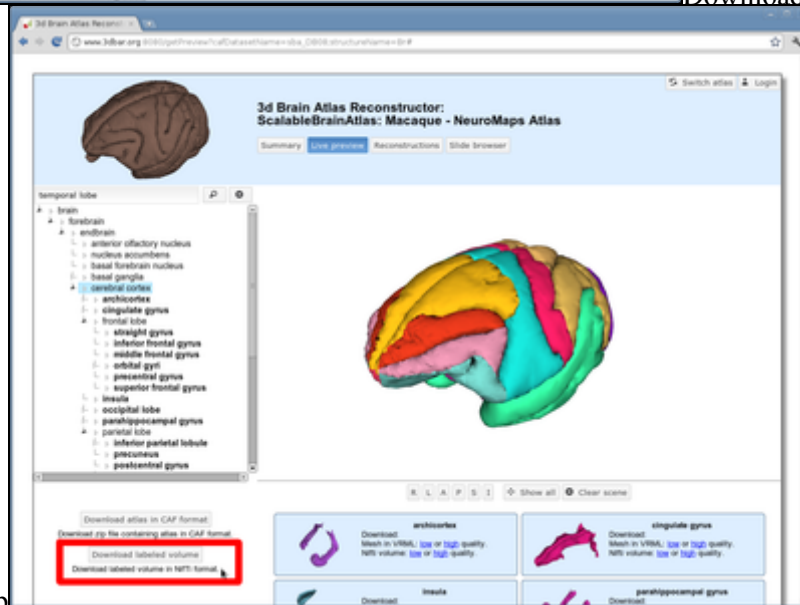 Download
3d Brain Atlas Reconst
www.3dbar.org:8080/getPreview?cafDatasetName=sba_DB08;structureName=Br#
Switch atlas Login
3d Brain Atlas Reconstructor:
ScalableBrainAtlas: Macaque - NeuroMaps Atlas
Summary Live preview Reconstructions Slide browser
temporal lobe
brain
forebrain
endbrain
anterior olfactory nucleus
nucleus accumbens
basal forebrain nucleus
basal ganglia
cerebral cortex
archicortex
cingulate gyrus
frontal lobe
straight gyrus
inferior frontal gyrus
middle frontal gyrus
orbital gyri
precentral gyrus
superior frontal gyrus
insula
occipital lobe
parahippocampal gyrus
parietal lobe
inferior parietal lobule
precuneus
postcentral gyrus
R L A P S I Show all Clear scene
Download atlas in CAF format
Download zip file containing atlas in CAF format.
Download labeled volume
Download labeled volume in NIfTI format.
archicortex
Download:
Mesh in VRML: low or high quality.
Nifti volume: low or high quality.
cingulate gyrus
Download:
Mesh in VRML: low or high quality.
Nifti volume: low or high quality.
insula
Download:
parahippocampal gyrus
Download: